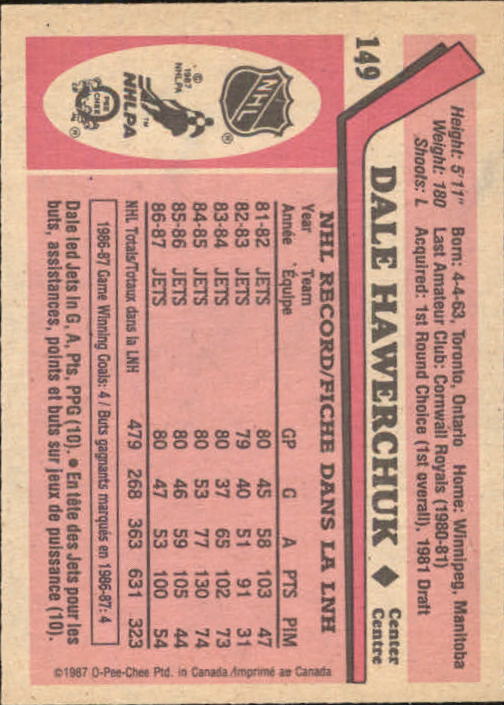 149
DALE HAWERCHUK ◆ Center
Centre
Height: 5'11" Born: 4-4-63, Toronto, Ontario Home: Winnipeg, Manitoba
Weight: 180 Last Amateur Club: Cornwall Royals (1980-81)
Shoots: L Acquired: 1st Round Choice (1st overall), 1981 Draft
NHL
®
© 1987 NHLPA
NHLPA
TM
O PEE CHEE
®
NHL RECORD/FICHE DANS LA LNH
Year Team GP G A PTS PIM
Année Équipe
81-82 JETS 80 45 58 103 47
82-83 JETS 79 40 51 91 31
83-84 JETS 80 37 65 102 73
84-85 JETS 80 53 77 130 74
85-86 JETS 80 46 59 105 44
86-87 JETS 80 47 53 100 54
NHL Totals/Totaux dans la LNH 479 268 363 631 323
1986-87 Game Winning Goals: 4 / Buts gagnants marqués en 1986-87: 4
Dale led Jets in G, A, Pts, PPG (10). • En tête des Jets pour les
buts, assistances, points et buts sur jeux de puissance (10).
©1987 O-Pee-Chee Ptd. in Canada/Imprimé au Canada